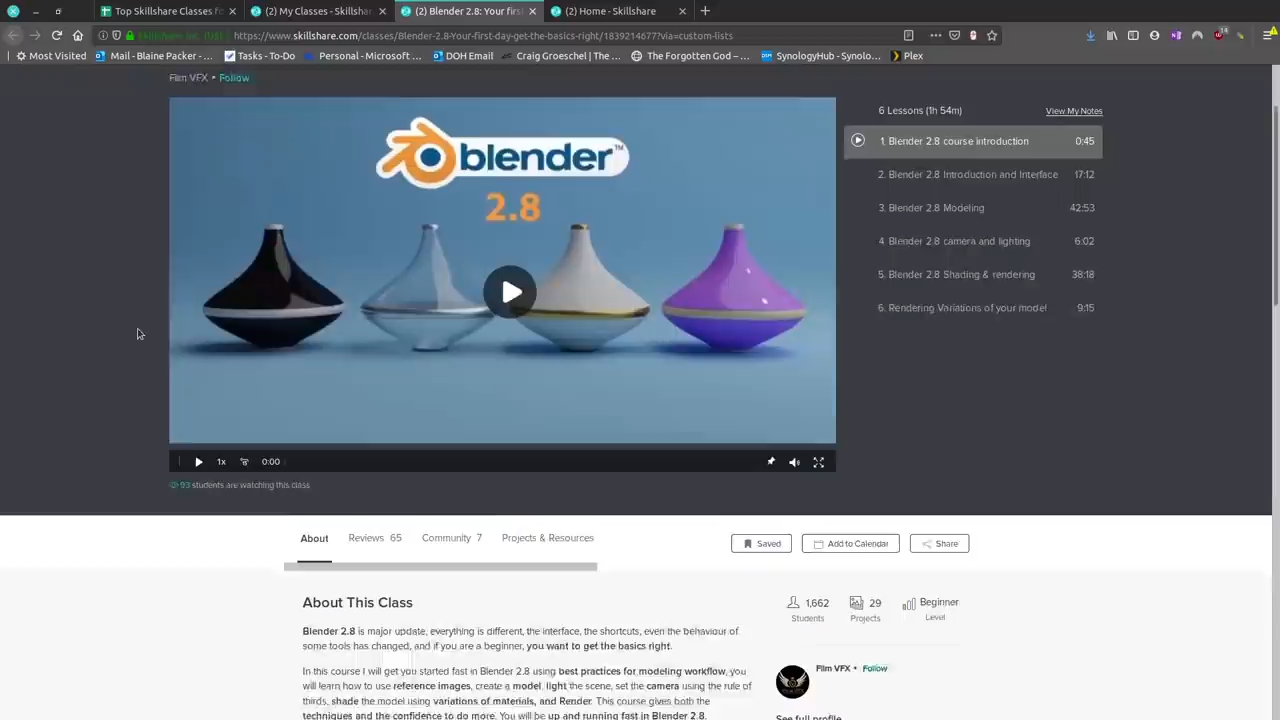 Top Skillshare Classes f
(2) My Classes - Skillshar
(2) Blender 2.8: Your firs
(2) Home - Skillshare
https://www.skillshare.com/classes/Blender-2-8-Your-first-day-get-the-basics-right/1839214677?via=custom-lists
Most Visited
Mail - Blaine Packer - ...
Tasks - To-Do
Personal - Microsoft ...
DOH Email
Craig Groeschel | The ...
The Forgotten God – ...
SynologyHub - Synolo...
Plex
Film VFX • Follow
blender™
2.8
6 Lessons (1h 54m)
View My Notes
1. Blender 2.8 course introduction 0:45
2. Blender 2.8 Introduction and Interface 17:12
3. Blender 2.8 Modeling 42:53
4. Blender 2.8 camera and lighting 6:02
5. Blender 2.8 Shading & rendering 38:18
6. Rendering Variations of your model 9:15
1x
0:00
93 students are watching this class
About
Reviews 65
Community 7
Projects & Resources
Saved
Add to Calendar
Share
About This Class
Blender 2.8 is major update, everything is different, the interface, the shortcuts, even the behaviour of
some tools has changed, and if you are a beginner, you want to get the basics right.
In this course I will get you started fast in Blender 2.8 using best practices for modeling workflow, you
will learn how to use reference images, create a model, light the scene, set the camera using the rule of
thirds, shade the model using variations of materials, and Render. This course gives both the
techniques and the confidence to do more. You will be up and running fast in Blender 2.8.
1,662
Students
29
Projects
Beginner
Level
Film VFX • Follow
See full profile